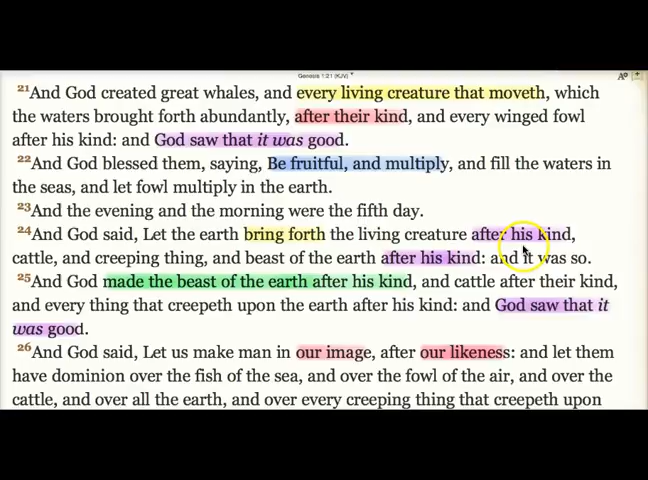 Genesis 1:21 (KJV)
21And God created great whales, and every living creature that moveth, which
the waters brought forth abundantly, after their kind, and every winged fowl
after his kind: and God saw that it was good.
22And God blessed them, saying, Be fruitful, and multiply, and fill the waters in
the seas, and let fowl multiply in the earth.
23And the evening and the morning were the fifth day.
24And God said, Let the earth bring forth the living creature after his kind,
cattle, and creeping thing, and beast of the earth after his kind: and it was so.
25And God made the beast of the earth after his kind, and cattle after their kind,
and every thing that creepeth upon the earth after his kind: and God saw that it
was good.
26And God said, Let us make man in our image, after our likeness: and let them
have dominion over the fish of the sea, and over the fowl of the air, and over the
cattle, and over all the earth, and over every creeping thing that creepeth upon